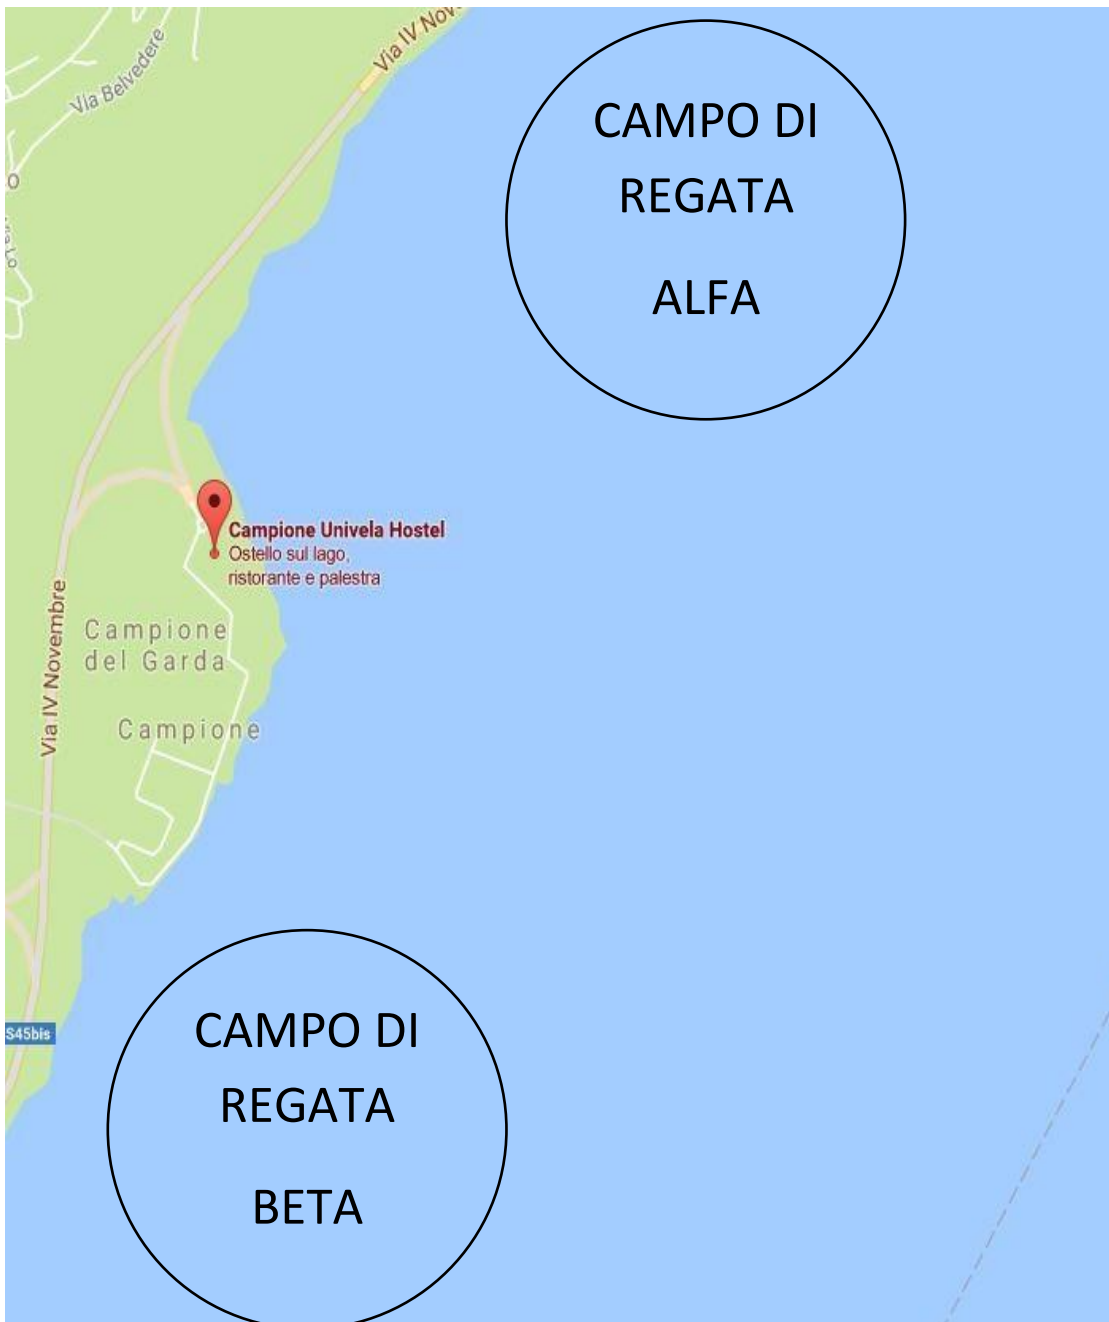 Via IV Nov
Via Belvedere
CAMPO DI
REGATA
ALFA
Campione Univela Hostel
Ostello sul lago,
ristorante e palestra
Campione
del Garda
Via IV Novembre
Campione
S45bis
CAMPO DI
REGATA
BETA